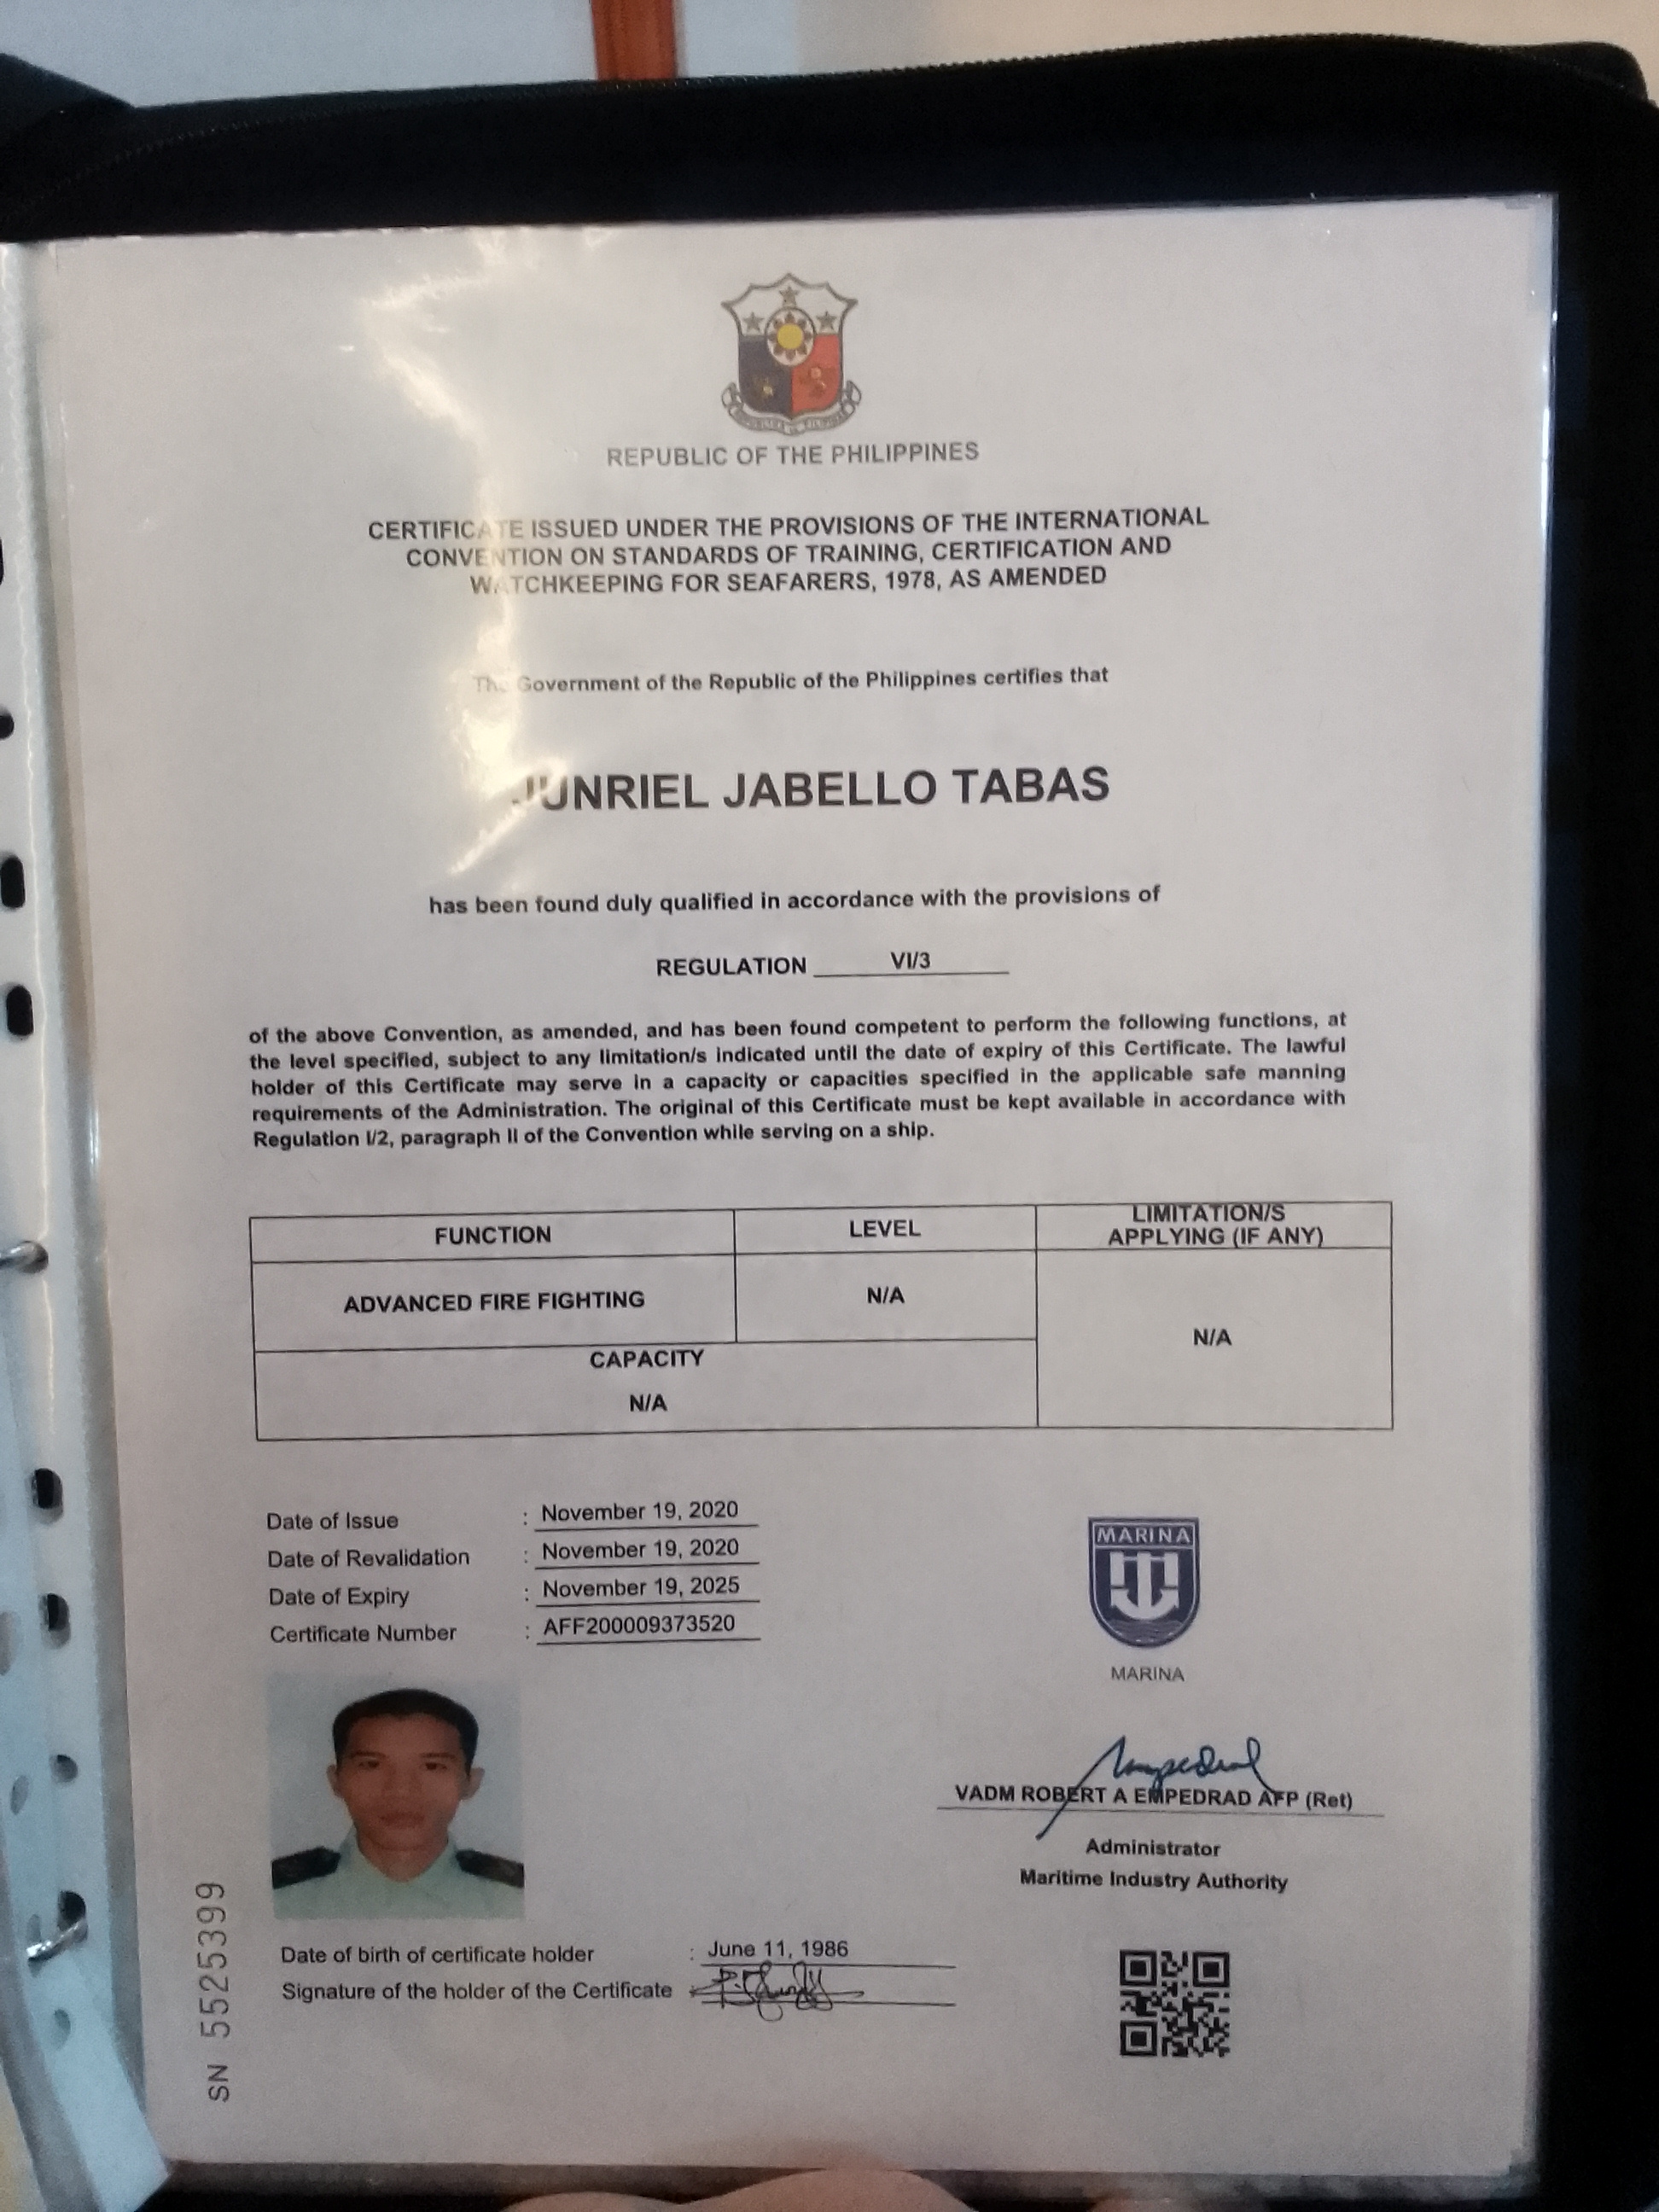 REPUBLIC OF THE PHILIPPINES
CERTIFICATE ISSUED UNDER THE PROVISIONS OF THE INTERNATIONAL
CONVENTION ON STANDARDS OF TRAINING, CERTIFICATION AND
WATCHKEEPING FOR SEAFARERS, 1978, AS AMENDED
The Government of the Republic of the Philippines certifies that
JUNRIEL JABELLO TABAS
has been found duly qualified in accordance with the provisions of
REGULATION VI/3
of the above Convention, as amended, and has been found competent to perform the following functions, at
the level specified, subject to any limitation/s indicated until the date of expiry of this Certificate. The lawful
holder of this Certificate may serve in a capacity or capacities specified in the applicable safe manning
requirements of the Administration. The original of this Certificate must be kept available in accordance with
Regulation I/2, paragraph II of the Convention while serving on a ship.
FUNCTION LEVEL LIMITATION/S
APPLYING (IF ANY)
ADVANCED FIRE FIGHTING N/A N/A
CAPACITY
N/A
Date of Issue : November 19, 2020
Date of Revalidation : November 19, 2020
Date of Expiry : November 19, 2025
Certificate Number : AFF200009373520
MARINA
MARINA
VADM ROBERT A EMPEDRAD AFP (Ret)
Administrator
Maritime Industry Authority
Date of birth of certificate holder : June 11, 1986
Signature of the holder of the Certificate
SN 5525399